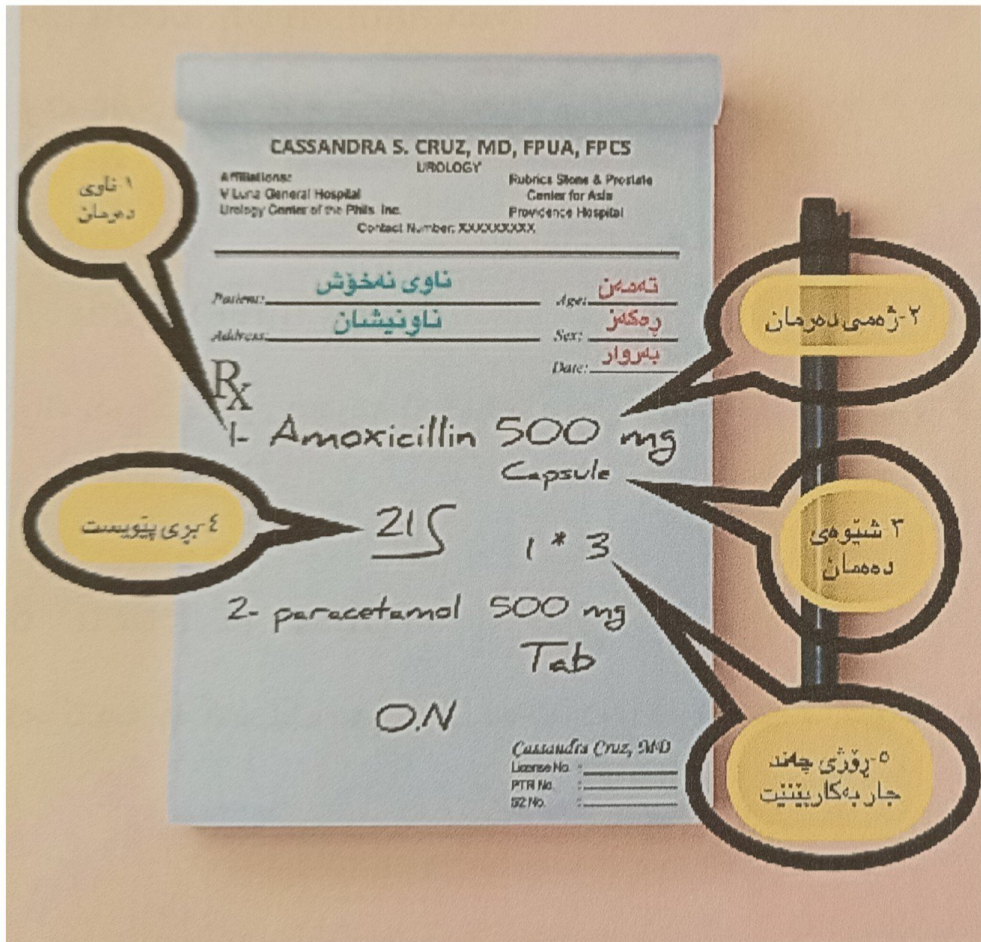 CASSANDRA S. CRUZ, MD, FPUA, FPCS
UROLOGY
Affiliations:
V Luna General Hospital
Urology Center of the Phils. Inc.
Rubrics Stone & Prostate
Center for Asia
Providence Hospital
Contact Number: XXXXXXXXX
Patient: ناوی نەخۆش Age: تەمەن
Address: ناونیشان Sex: ڕەگەز
Date: بەروار
Rx
1- Amoxicillin 500 mg
Capsule
21S 1 * 3
2- paracetamol 500 mg
Tab
O.N
Cassandra Cruz, MD
License No. :
PTR No. :
S2 No. :
١-ناوی
دەرمان
٢-ژەمی دەرمان
٣ شێوەی
دەمان
٤-بڕی پێویست
٥-ڕۆژی چەند
جار بەکاربێنێت